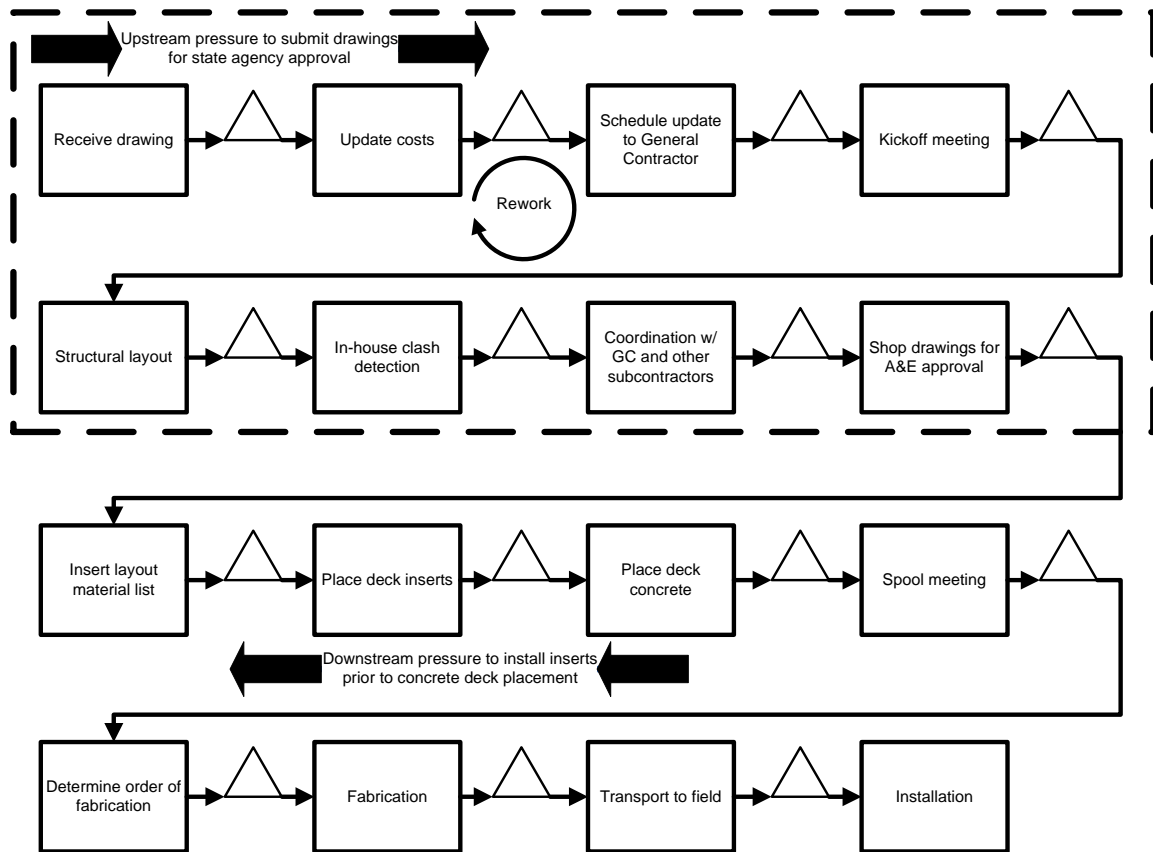 Upstream pressure to submit drawings
for state agency approval
Receive drawing
Update costs
Schedule update
to General
Contractor
Kickoff meeting
Rework
Structural layout
In-house clash
detection
Coordination w/
GC and other
subcontractors
Shop drawings for
A&E approval
Insert layout
material list
Place deck inserts
Place deck
concrete
Spool meeting
Downstream pressure to install inserts
prior to concrete deck placement
Determine order of
fabrication
Fabrication
Transport to field
Installation